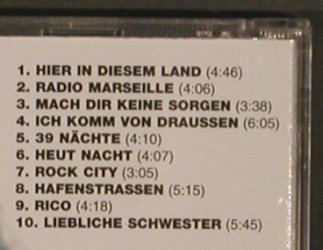 1. HIER IN DIESEM LAND (4:46)
2. RADIO MARSEILLE (4:06)
3. MACH DIR KEINE SORGEN (3:38)
4. ICH KOMM VON DRAUSSEN (6:05)
5. 39 NÄCHTE (4:10)
6. HEUT NACHT (4:07)
7. ROCK CITY (3:05)
8. HAFENSTRASSEN (5:15)
9. RICO (4:18)
10. LIEBLICHE SCHWESTER (5:45)